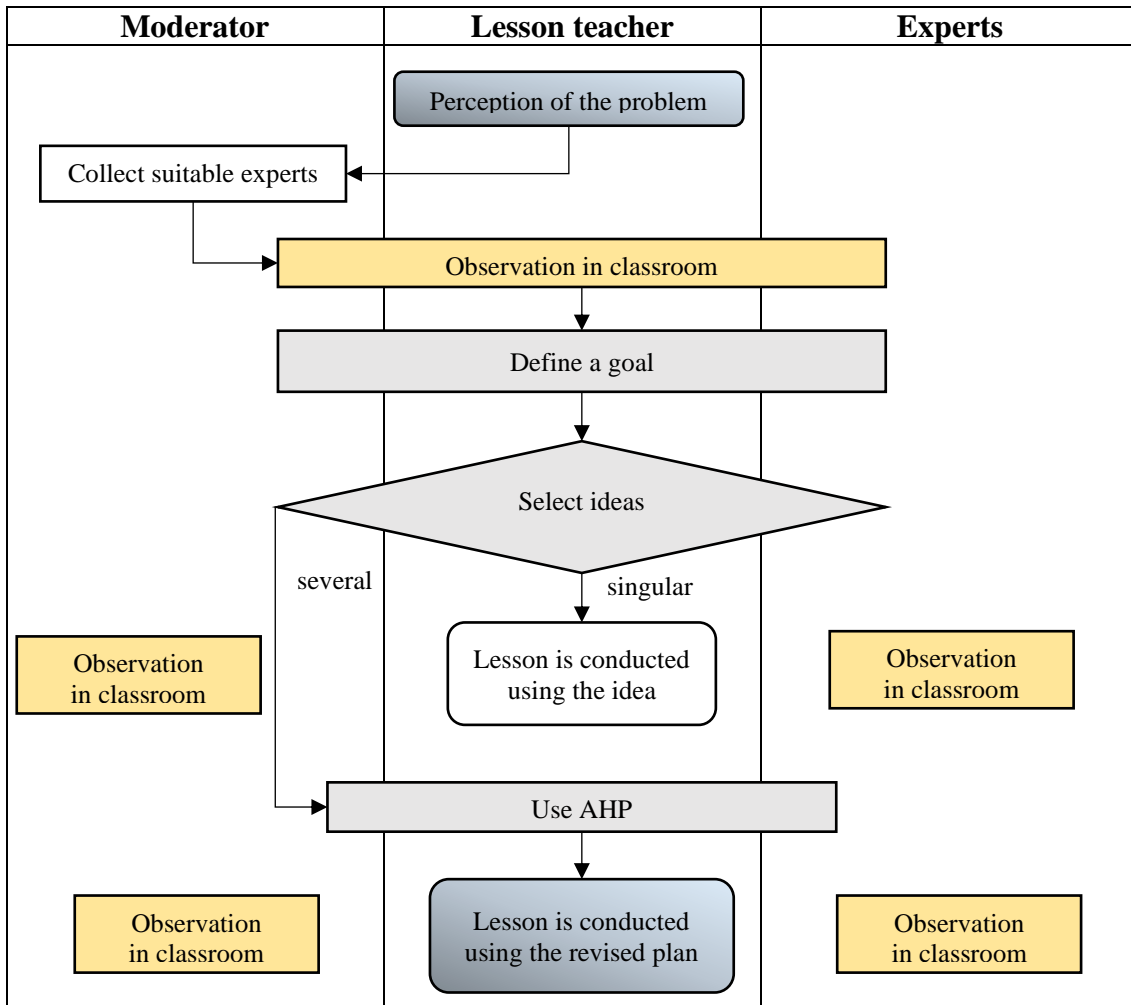 Moderator
Lesson teacher
Experts
Perception of the problem
Collect suitable experts
Observation in classroom
Define a goal
Select ideas
several
singular
Observation
in classroom
Lesson is conducted
using the idea
Observation
in classroom
Use AHP
Observation
in classroom
Lesson is conducted
using the revised plan
Observation
in classroom